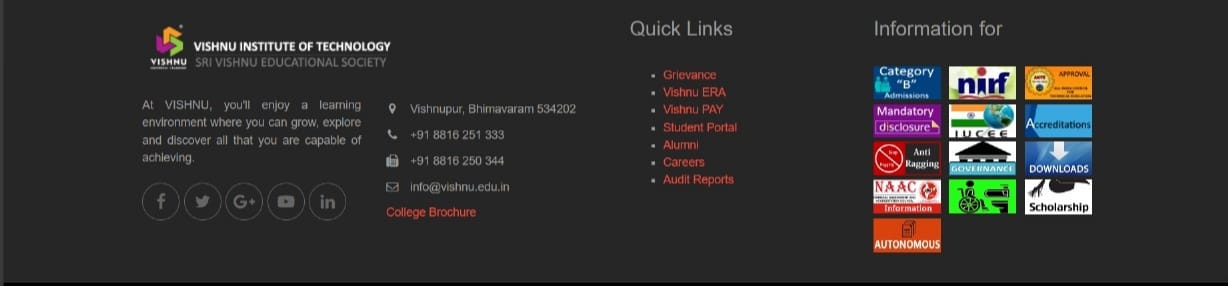 VISHNU
VISHNU INSTITUTE OF TECHNOLOGY
SRI VISHNU EDUCATIONAL SOCIETY
At VISHNU, you'll enjoy a learning
environment where you can grow, explore
and discover all that you are capable of
achieving.
Vishnupur, Bhimavaram 534202
+91 8816 251 333
+91 8816 250 344
info@vishnu.edu.in
College Brochure
Quick Links
Grievance
Vishnu ERA
Vishnu PAY
Student Portal
Alumni
Careers
Audit Reports
Information for
Category
"B"
Admissions
nirf
APPROVAL
Mandatory
disclosure
IUCEE
Accreditations
Anti
Ragging
GOVERNANCE
DOWNLOADS
NAAC
Information
Scholarship
AUTONOMOUS